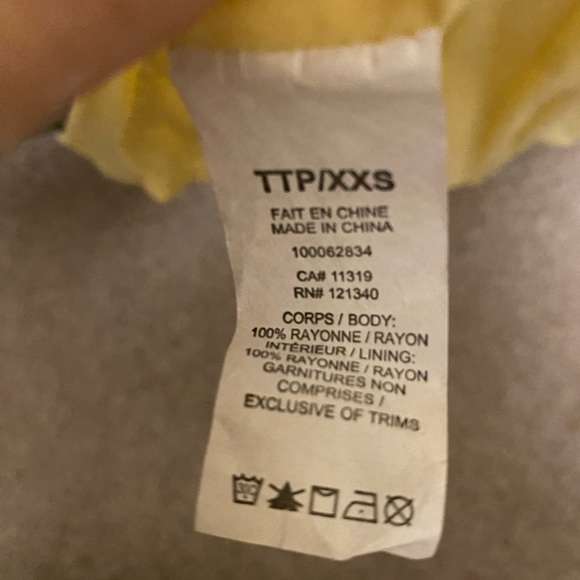 TTP/XXS
FAIT EN CHINE
MADE IN CHINA
100062834
CA# 11319
RN# 121340
CORPS / BODY:
100% RAYONNE / RAYON
INTÉRIEUR / LINING:
100% RAYONNE / RAYON
GARNITURES NON
COMPRISES /
EXCLUSIVE OF TRIMS